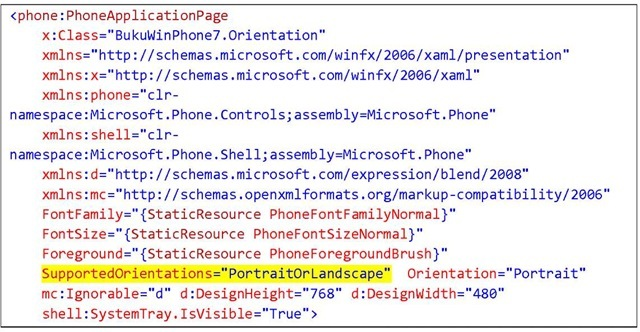 <phone:PhoneApplicationPage
x:Class="BukuWinPhone7.Orientation"
xmlns="http://schemas.microsoft.com/winfx/2006/xaml/presentation"
xmlns:x="http://schemas.microsoft.com/winfx/2006/xaml"
xmlns:phone="clr-
namespace:Microsoft.Phone.Controls;assembly=Microsoft.Phone"
xmlns:shell="clr-
namespace:Microsoft.Phone.Shell;assembly=Microsoft.Phone"
xmlns:d="http://schemas.microsoft.com/expression/blend/2008"
xmlns:mc="http://schemas.openxmlformats.org/markup-compatibility/2006"
FontFamily="{StaticResource PhoneFontFamilyNormal}"
FontSize="{StaticResource PhoneFontSizeNormal}"
Foreground="{StaticResource PhoneForegroundBrush}"
SupportedOrientations="PortraitOrLandscape"  Orientation="Portrait"
mc:Ignorable="d" d:DesignHeight="768" d:DesignWidth="480"
shell:SystemTray.IsVisible="True">